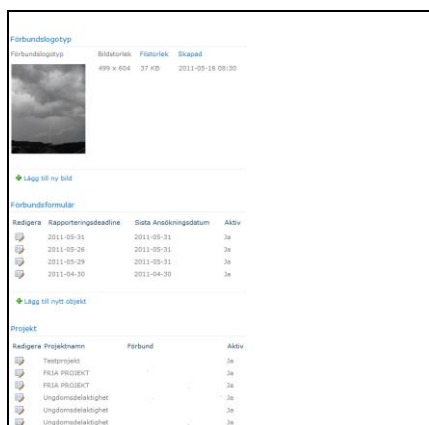 Förbundslogotyp
Förbundslogotyp Bildstorlek Filstorlek Skapad
499 x 604 37 KB 2011-05-16 08:30
Lägg till ny bild
Förbundsformulär
Redigera Rapporteringsdeadline Sista Ansökningsdatum Aktiv
2011-05-31 2011-05-31 Ja
2011-05-26 2011-05-31 Ja
2011-05-29 2011-05-31 Ja
2011-04-30 2011-04-30 Ja
Lägg till nytt objekt
Projekt
Redigera Projektnamn Förbund Aktiv
Testprojekt Ja
FRIA PROJEKT Ja
FRIA PROJEKT Ja
Ungdomsdelaktighet Ja
Ungdomsdelaktighet Ja
Ungdomsdelaktighet Ja